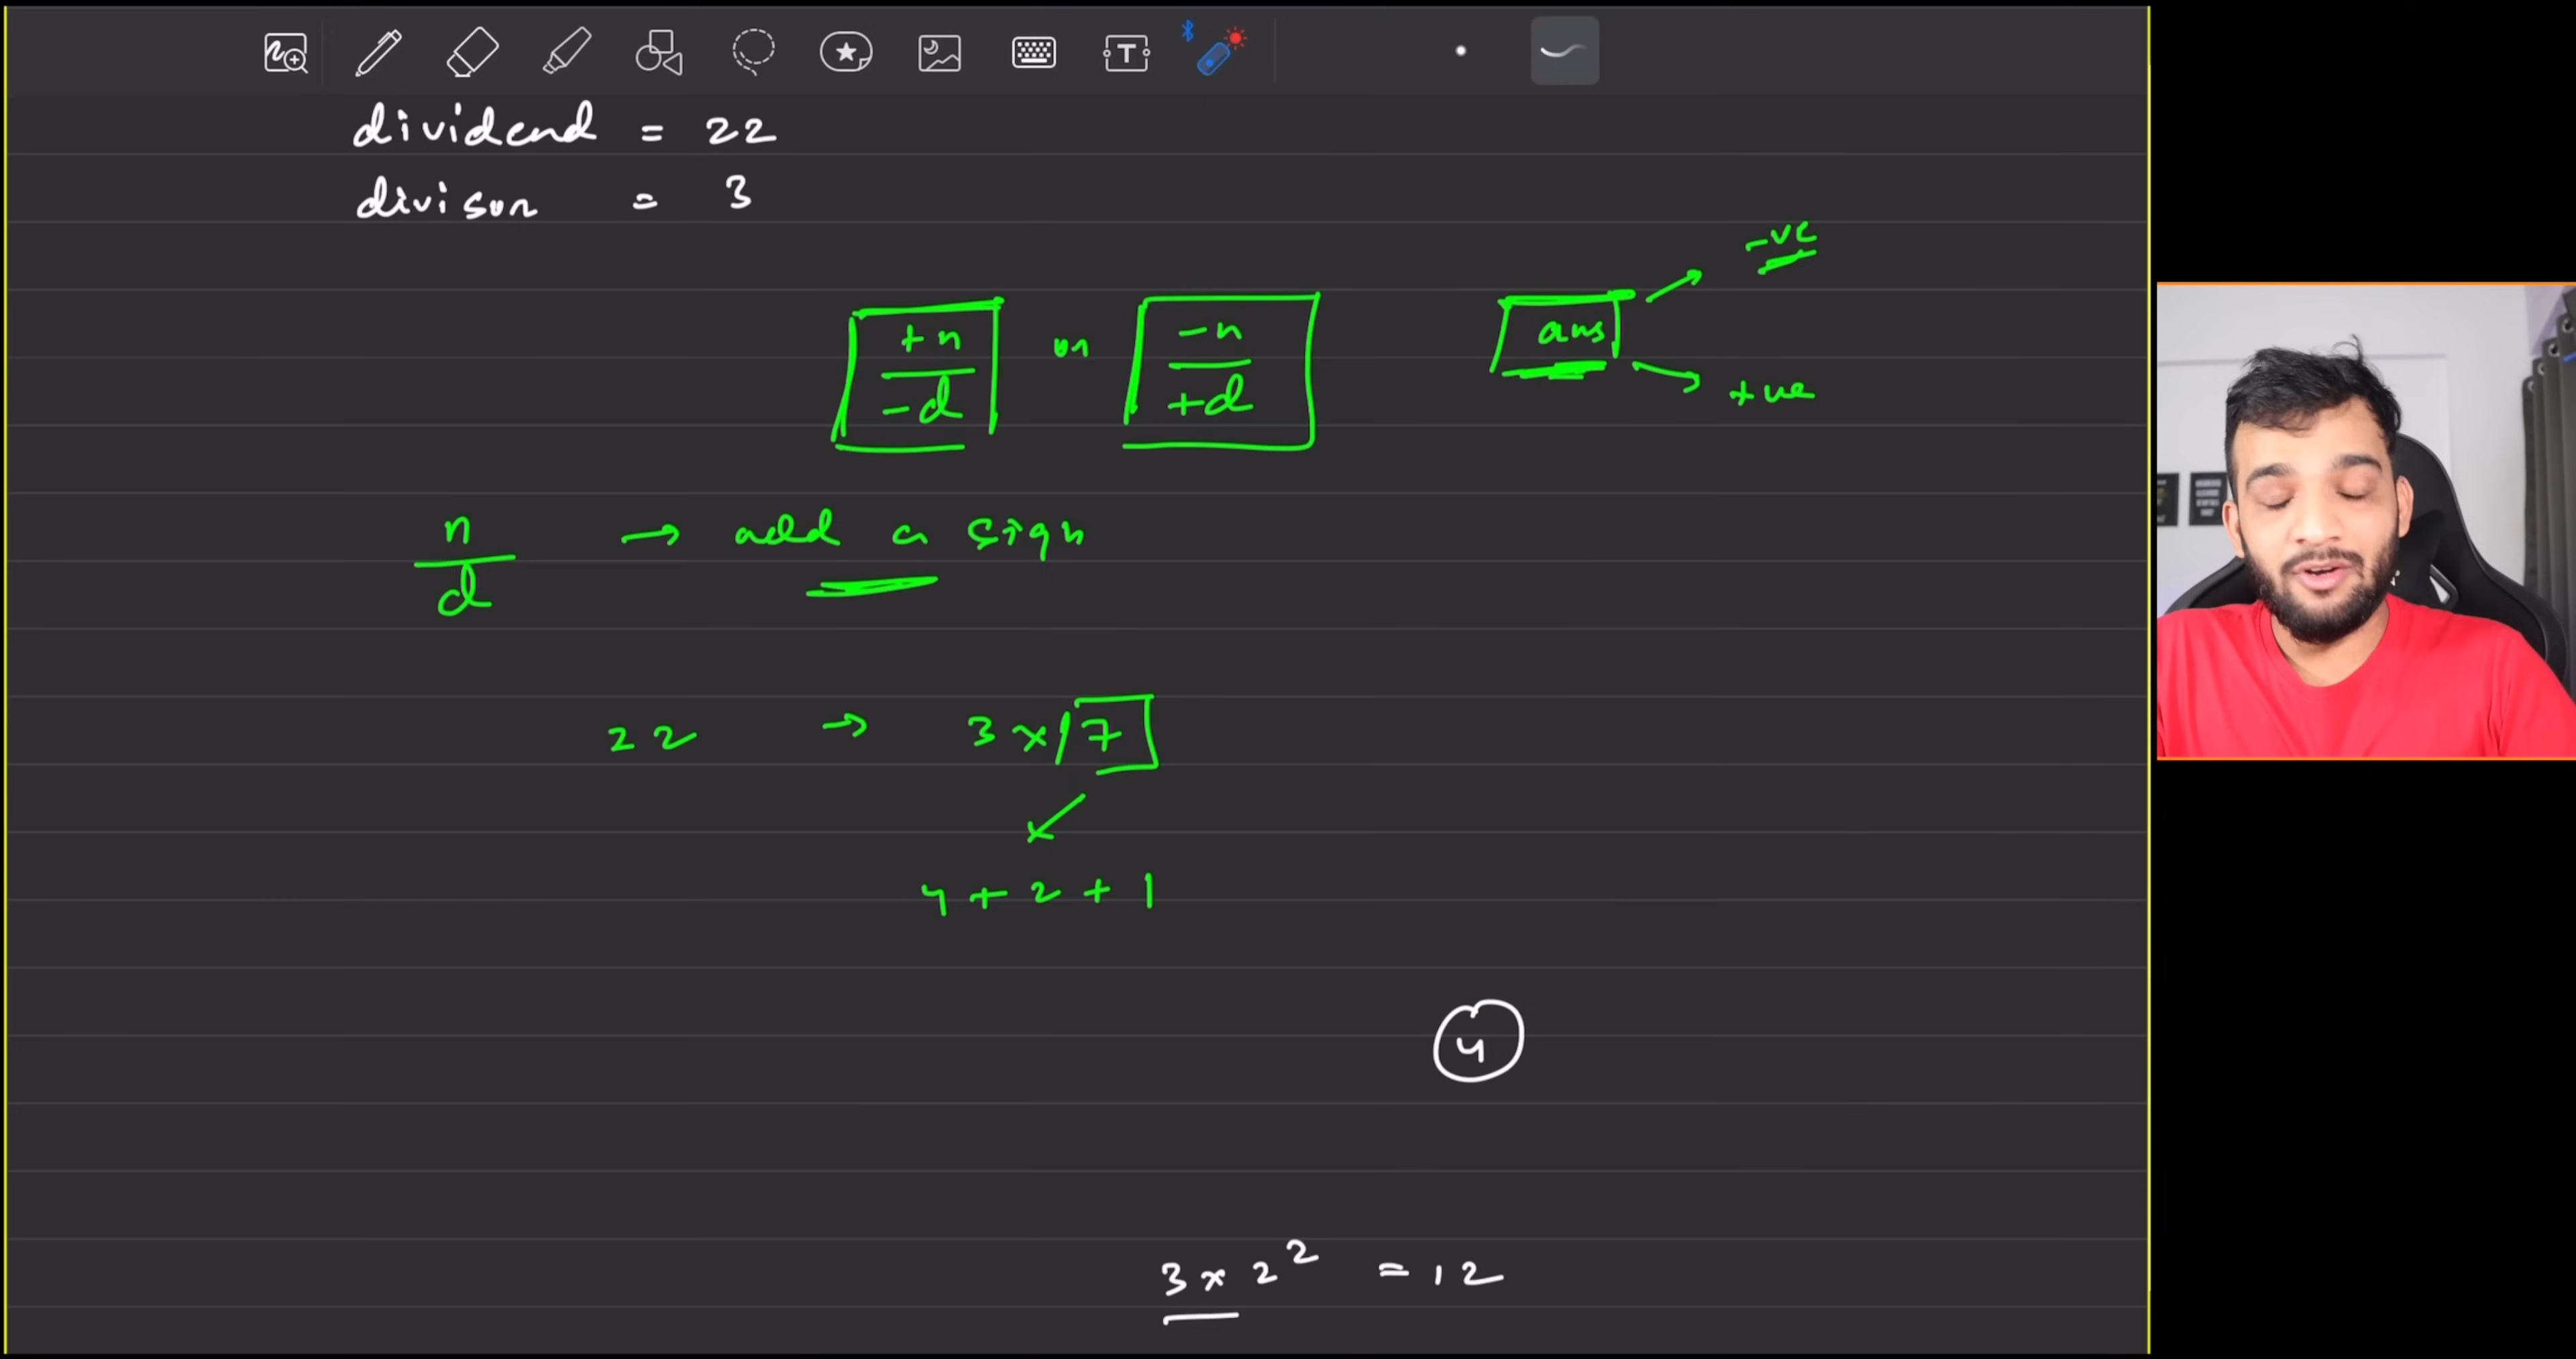 dividend = 22
divison = 3
-ve
+n
-d
or
-n
+d
ans
+ve
n
d
→ add a sign
22 → 3 x 7
4 + 2 + 1
4
3 x 2² = 12